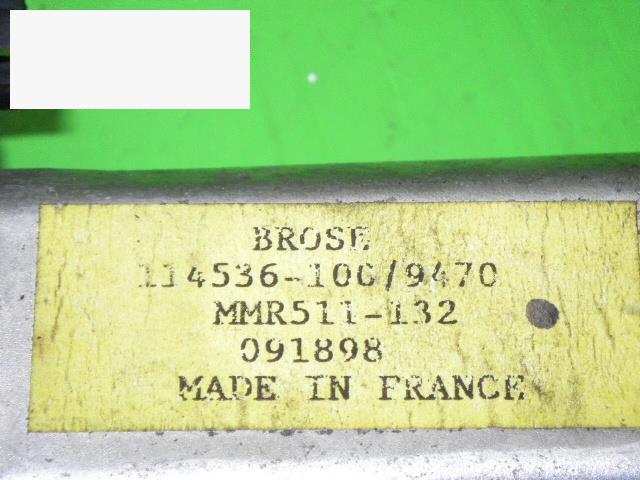 BROSE
114536-100/9470
MMR511-132
091898
MADE IN FRANCE